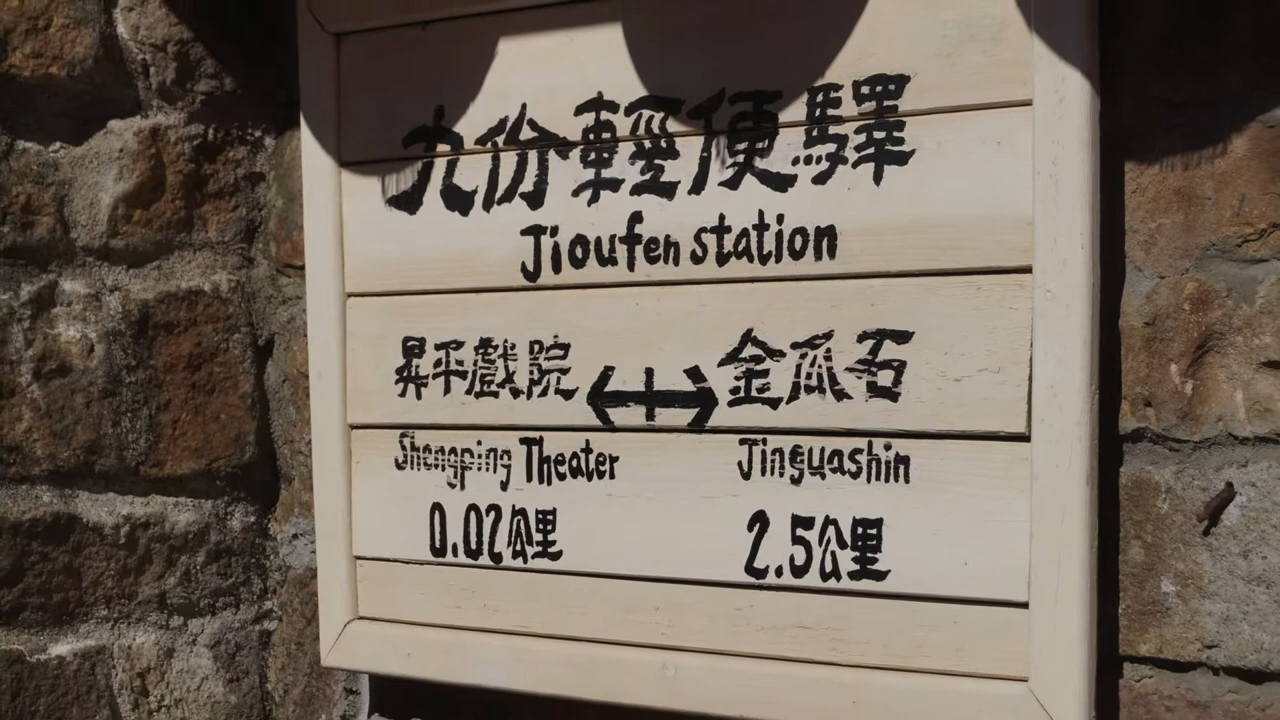 九份輕便驛
Jioufen station
昇平戲院 ↔ 金瓜石
Shengping Theater Jinguashin
0.02公里 2.5公里